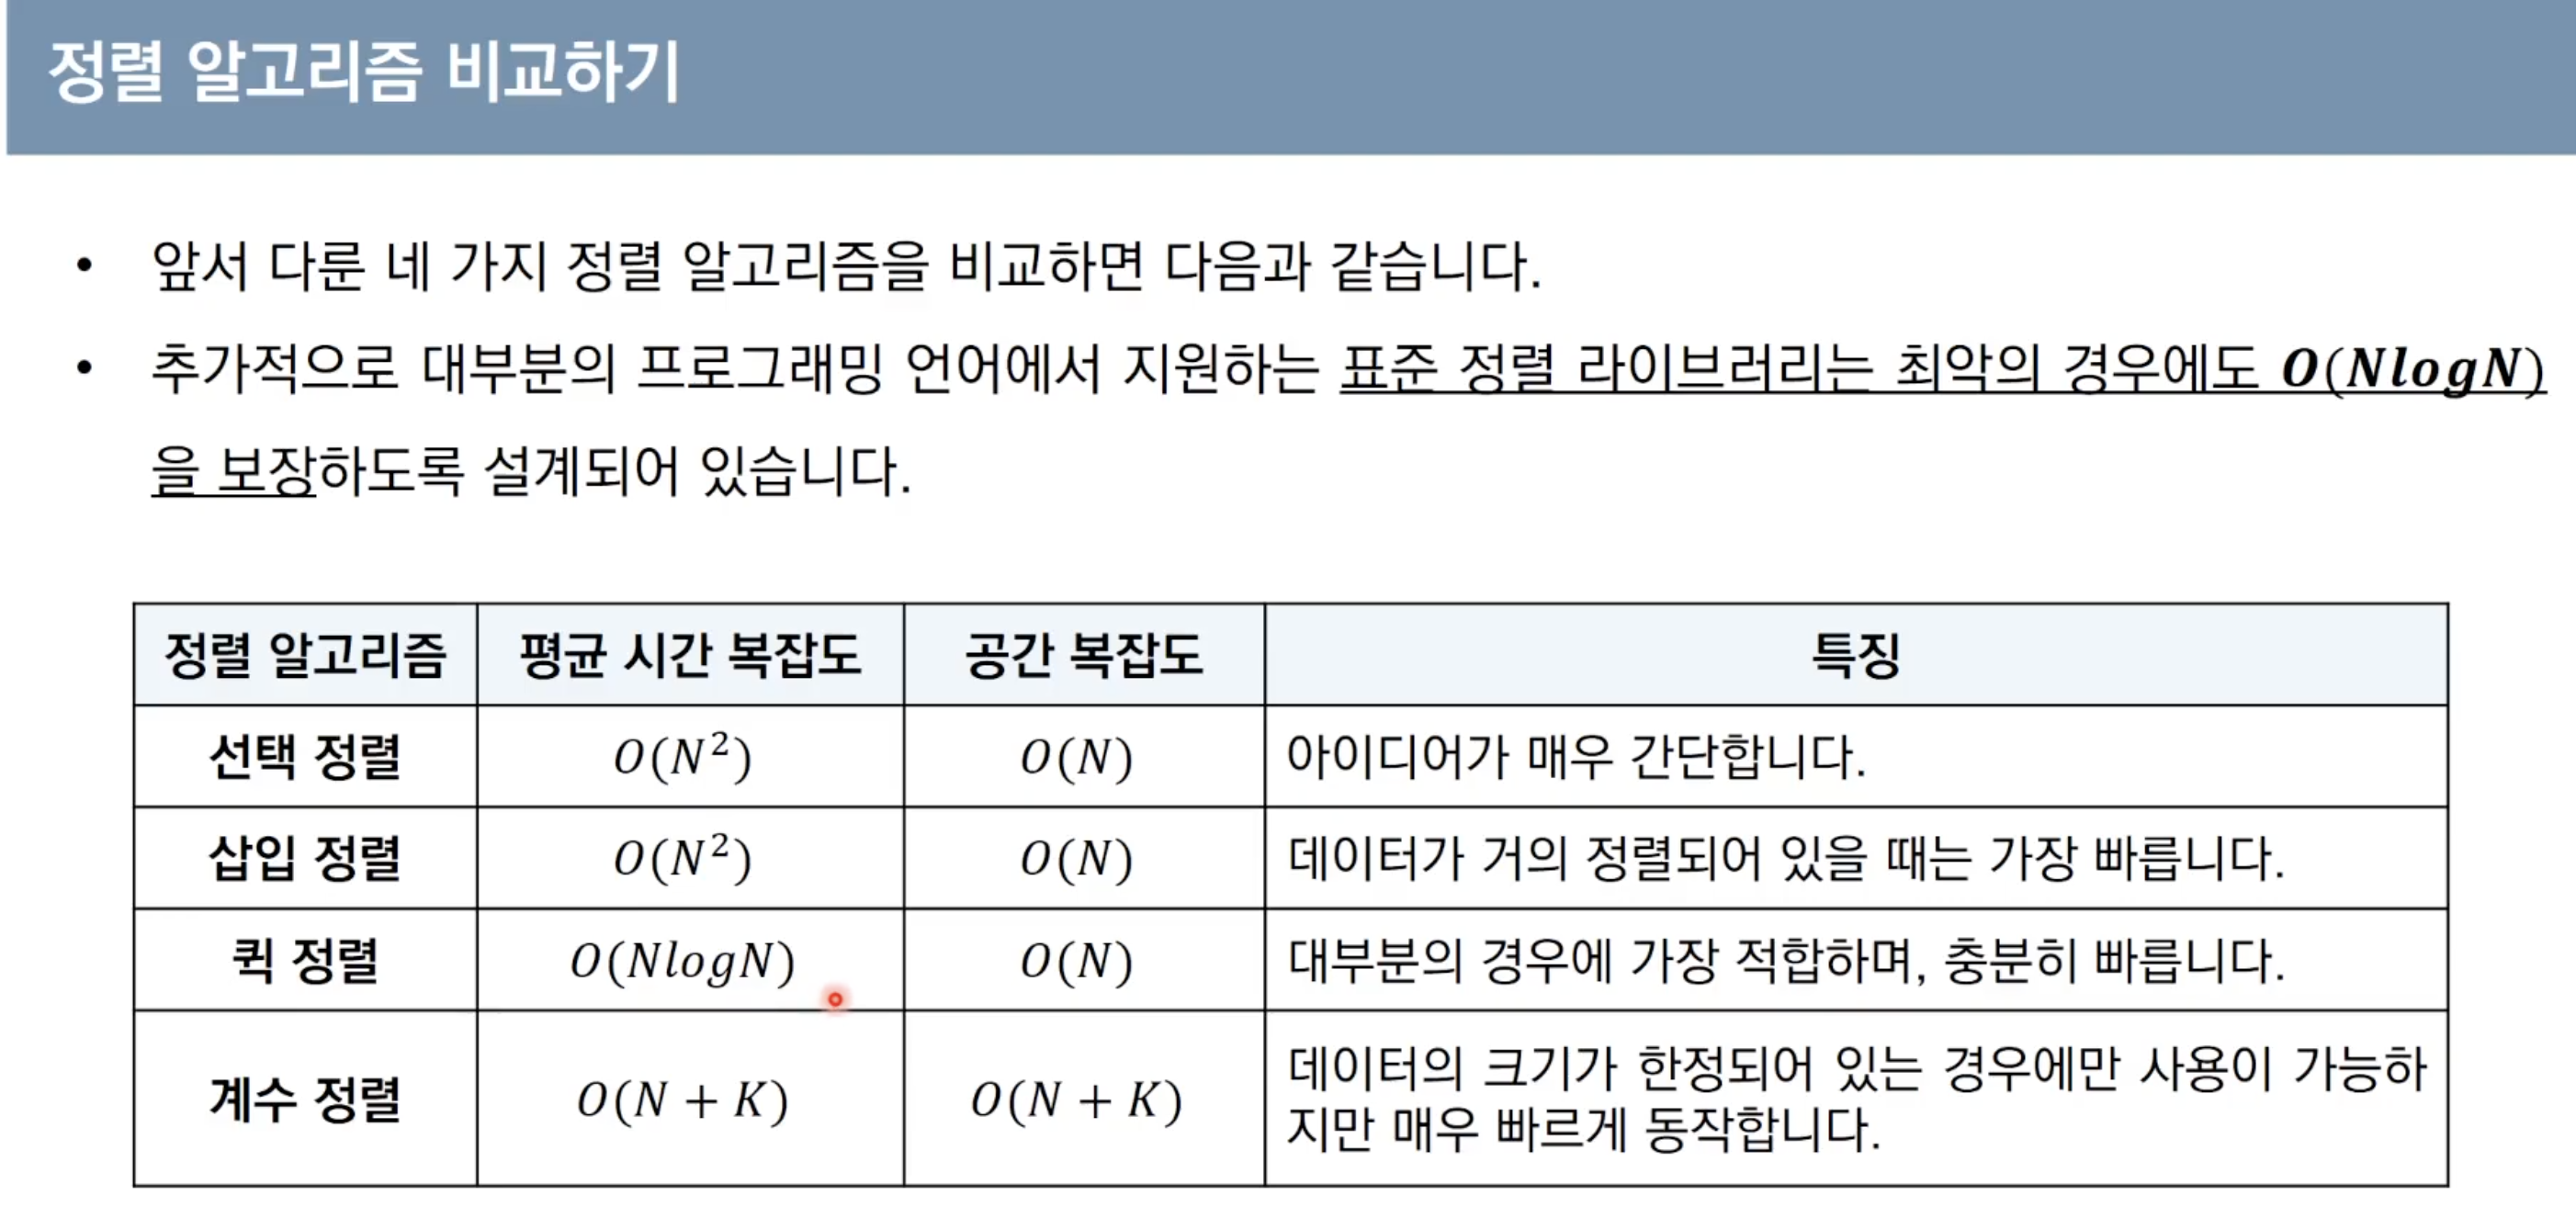 정렬 알고리즘 비교하기
• 앞서 다룬 네 가지 정렬 알고리즘을 비교하면 다음과 같습니다.
• 추가적으로 대부분의 프로그래밍 언어에서 지원하는 표준 정렬 라이브러리는 최악의 경우에도 O(NlogN)
을 보장하도록 설계되어 있습니다.
정렬 알고리즘 평균 시간 복잡도 공간 복잡도 특징
선택 정렬 O(N²) O(N) 아이디어가 매우 간단합니다.
삽입 정렬 O(N²) O(N) 데이터가 거의 정렬되어 있을 때는 가장 빠릅니다.
퀵 정렬 O(NlogN) O(N) 대부분의 경우에 가장 적합하며, 충분히 빠릅니다.
계수 정렬 O(N + K) O(N + K) 데이터의 크기가 한정되어 있는 경우에만 사용이 가능하
지만 매우 빠르게 동작합니다.